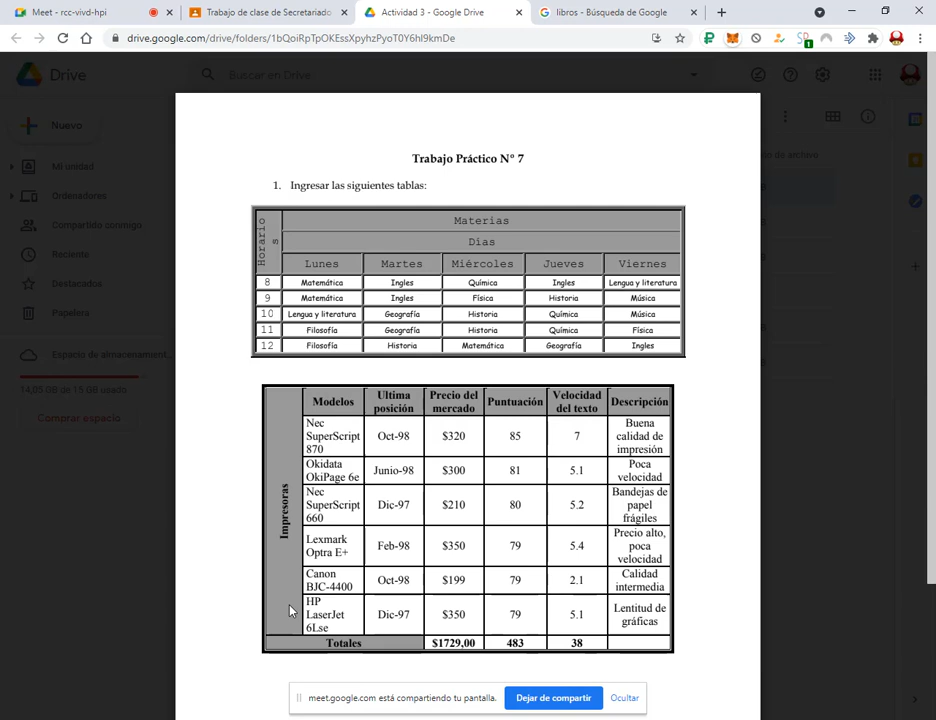 Meet - rcc-vivd-hpi
Trabajo de clase de Secretariado
Actividad 3 - Google Drive
libros - Búsqueda de Google
drive.google.com/drive/folders/1bQoiRpTpOKEssXpyhzPyoT0Y6hI9kmDe
Drive
Buscar en Drive
Nuevo
Mi unidad
Ordenadores
Compartido conmigo
Reciente
Destacados
Papelera
Espacio de almacenamient...
14,05 GB de 15 GB usado
Comprar espacio
o de archivo
Trabajo Práctico Nº 7
1. Ingresar las siguientes tablas:
Horarios
Materias
Días
Lunes Martes Miércoles Jueves Viernes
8 Matemática Ingles Química Ingles Lengua y literatura
9 Matemática Ingles Física Historia Música
10 Lengua y literatura Geografía Historia Química Música
11 Filosofía Geografía Historia Química Física
12 Filosofía Historia Matemática Geografía Ingles
Impresoras
Modelos Ultima posición Precio del mercado Puntuación Velocidad del texto Descripción
Nec SuperScript 870 Oct-98 $320 85 7 Buena calidad de impresión
Okidata OkiPage 6e Junio-98 $300 81 5.1 Poca velocidad
Nec SuperScript 660 Dic-97 $210 80 5.2 Bandejas de papel frágiles
Lexmark Optra E+ Feb-98 $350 79 5.4 Precio alto, poca velocidad
Canon BJC-4400 Oct-98 $199 79 2.1 Calidad intermedia
HP LaserJet 6Lse Dic-97 $350 79 5.1 Lentitud de gráficas
Totales $1729,00 483 38
meet.google.com está compartiendo tu pantalla.
Dejar de compartir
Ocultar